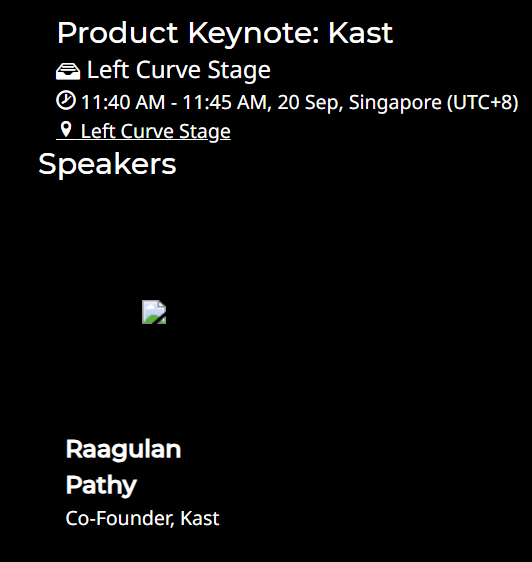 Product Keynote: Kast
Left Curve Stage
11:40 AM - 11:45 AM, 20 Sep, Singapore (UTC+8)
Left Curve Stage
Speakers
Raagulan
Pathy
Co-Founder, Kast